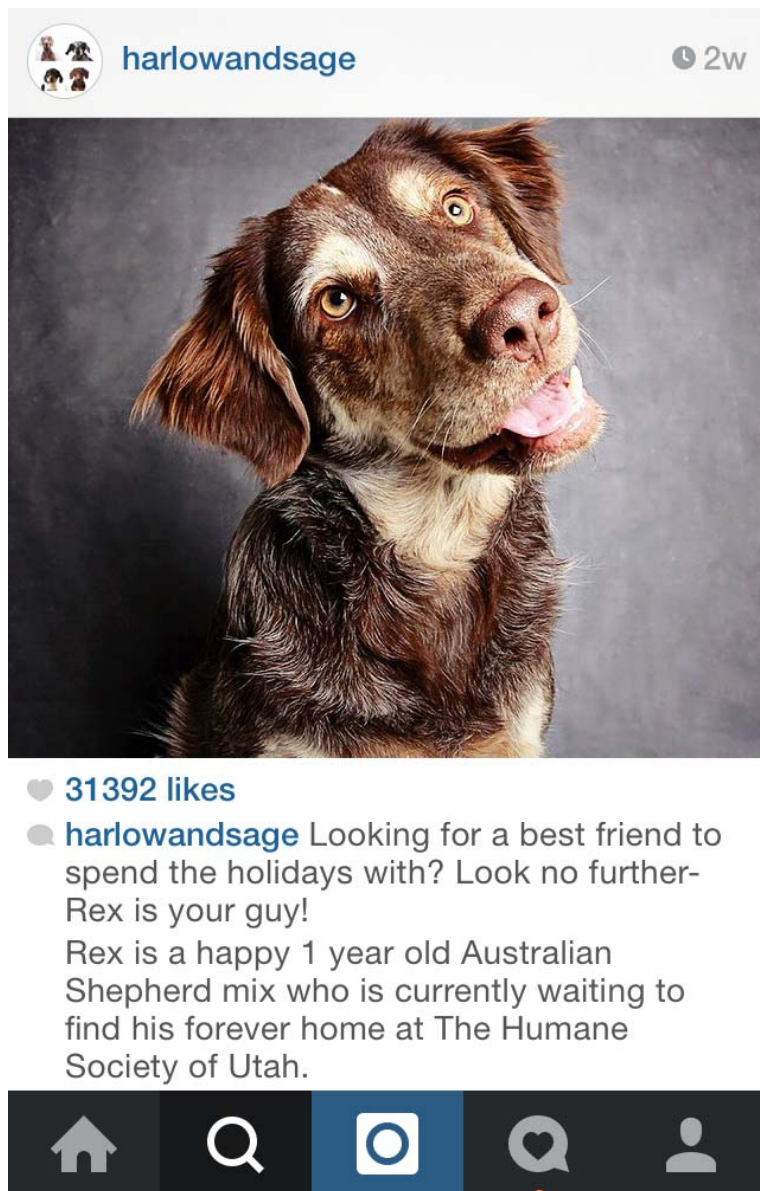 harlowandsage
2w
31392 likes
harlowandsage Looking for a best friend to
spend the holidays with? Look no further-
Rex is your guy!
Rex is a happy 1 year old Australian
Shepherd mix who is currently waiting to
find his forever home at The Humane
Society of Utah.